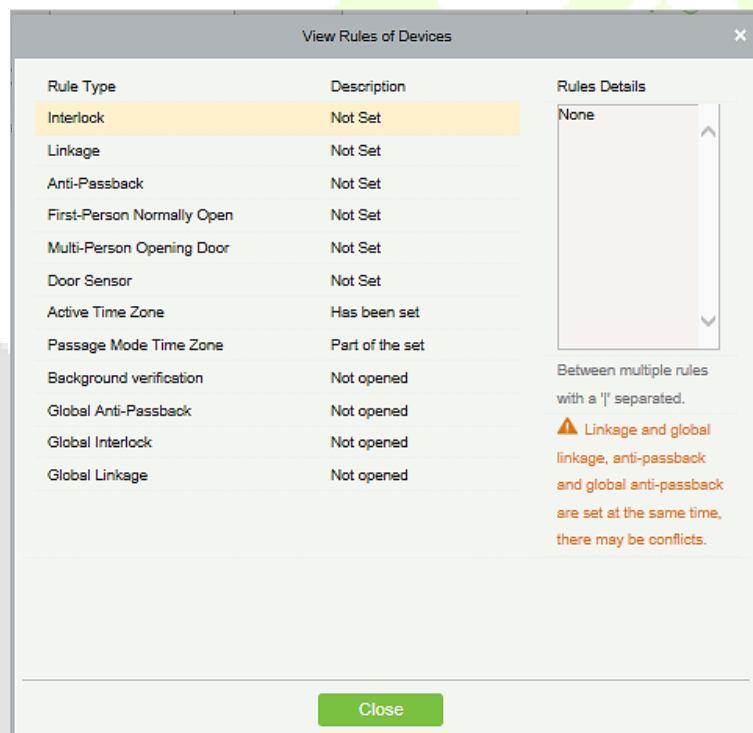 View Rules of Devices
Rule Type Description Rules Details
Interlock Not Set None
Linkage Not Set
Anti-Passback Not Set
First-Person Normally Open Not Set
Multi-Person Opening Door Not Set
Door Sensor Not Set
Active Time Zone Has been set
Passage Mode Time Zone Part of the set
Background verification Not opened
Global Anti-Passback Not opened
Global Interlock Not opened
Global Linkage Not opened
Between multiple rules
with a '|' separated.
Linkage and global
linkage, anti-passback
and global anti-passback
are set at the same time,
there may be conflicts.
Close